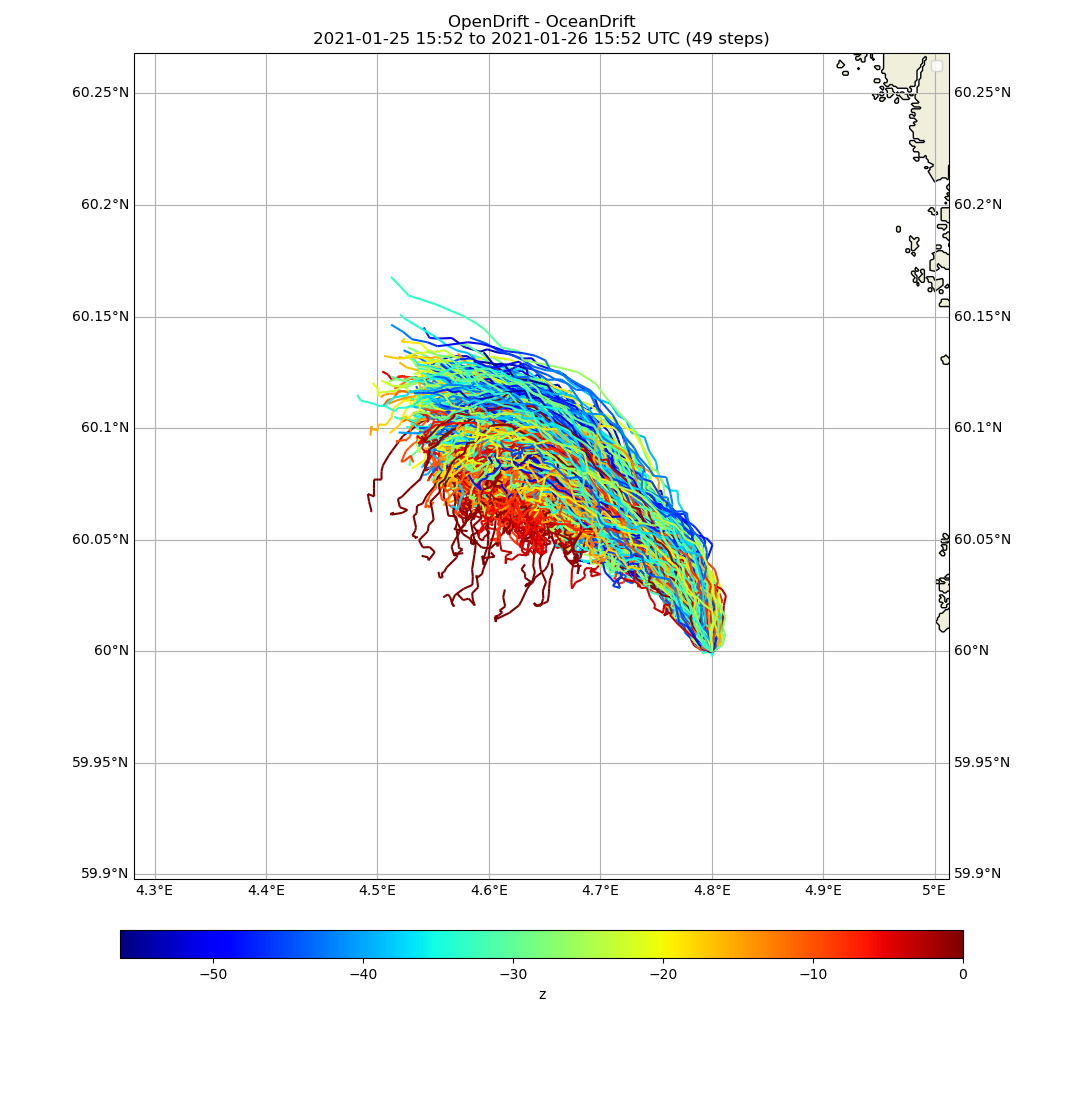 OpenDrift - OceanDrift
2021-01-25 15:52 to 2021-01-26 15:52 UTC (49 steps)
60.25°N 60.25°N
60.2°N 60.2°N
60.15°N 60.15°N
60.1°N 60.1°N
60.05°N 60.05°N
60°N 60°N
59.95°N 59.95°N
59.9°N 59.9°N
4.3°E 4.4°E 4.5°E 4.6°E 4.7°E 4.8°E 4.9°E 5°E
−50 −40 −30 −20 −10 0
z